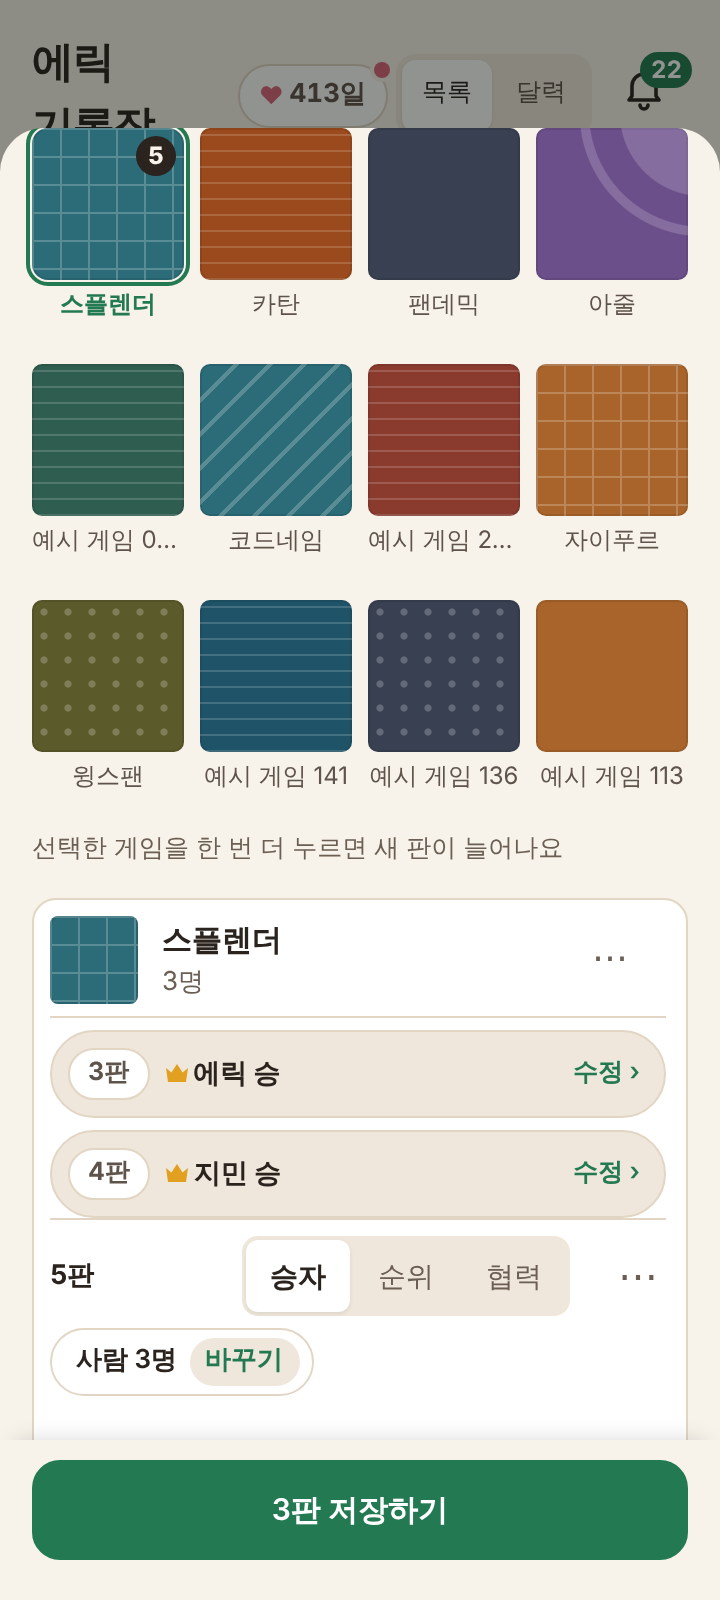 에릭
기록장
413일
목록
달력
22
5
스플렌더
카탄
팬데믹
아줄
예시 게임 0...
코드네임
예시 게임 2...
자이푸르
윙스팬
예시 게임 141
예시 게임 136
예시 게임 113
선택한 게임을 한 번 더 누르면 새 판이 늘어나요
스플렌더
3명
3판
에릭 승
수정 ›
4판
지민 승
수정 ›
5판
승자
순위
협력
사람 3명
바꾸기
3판 저장하기